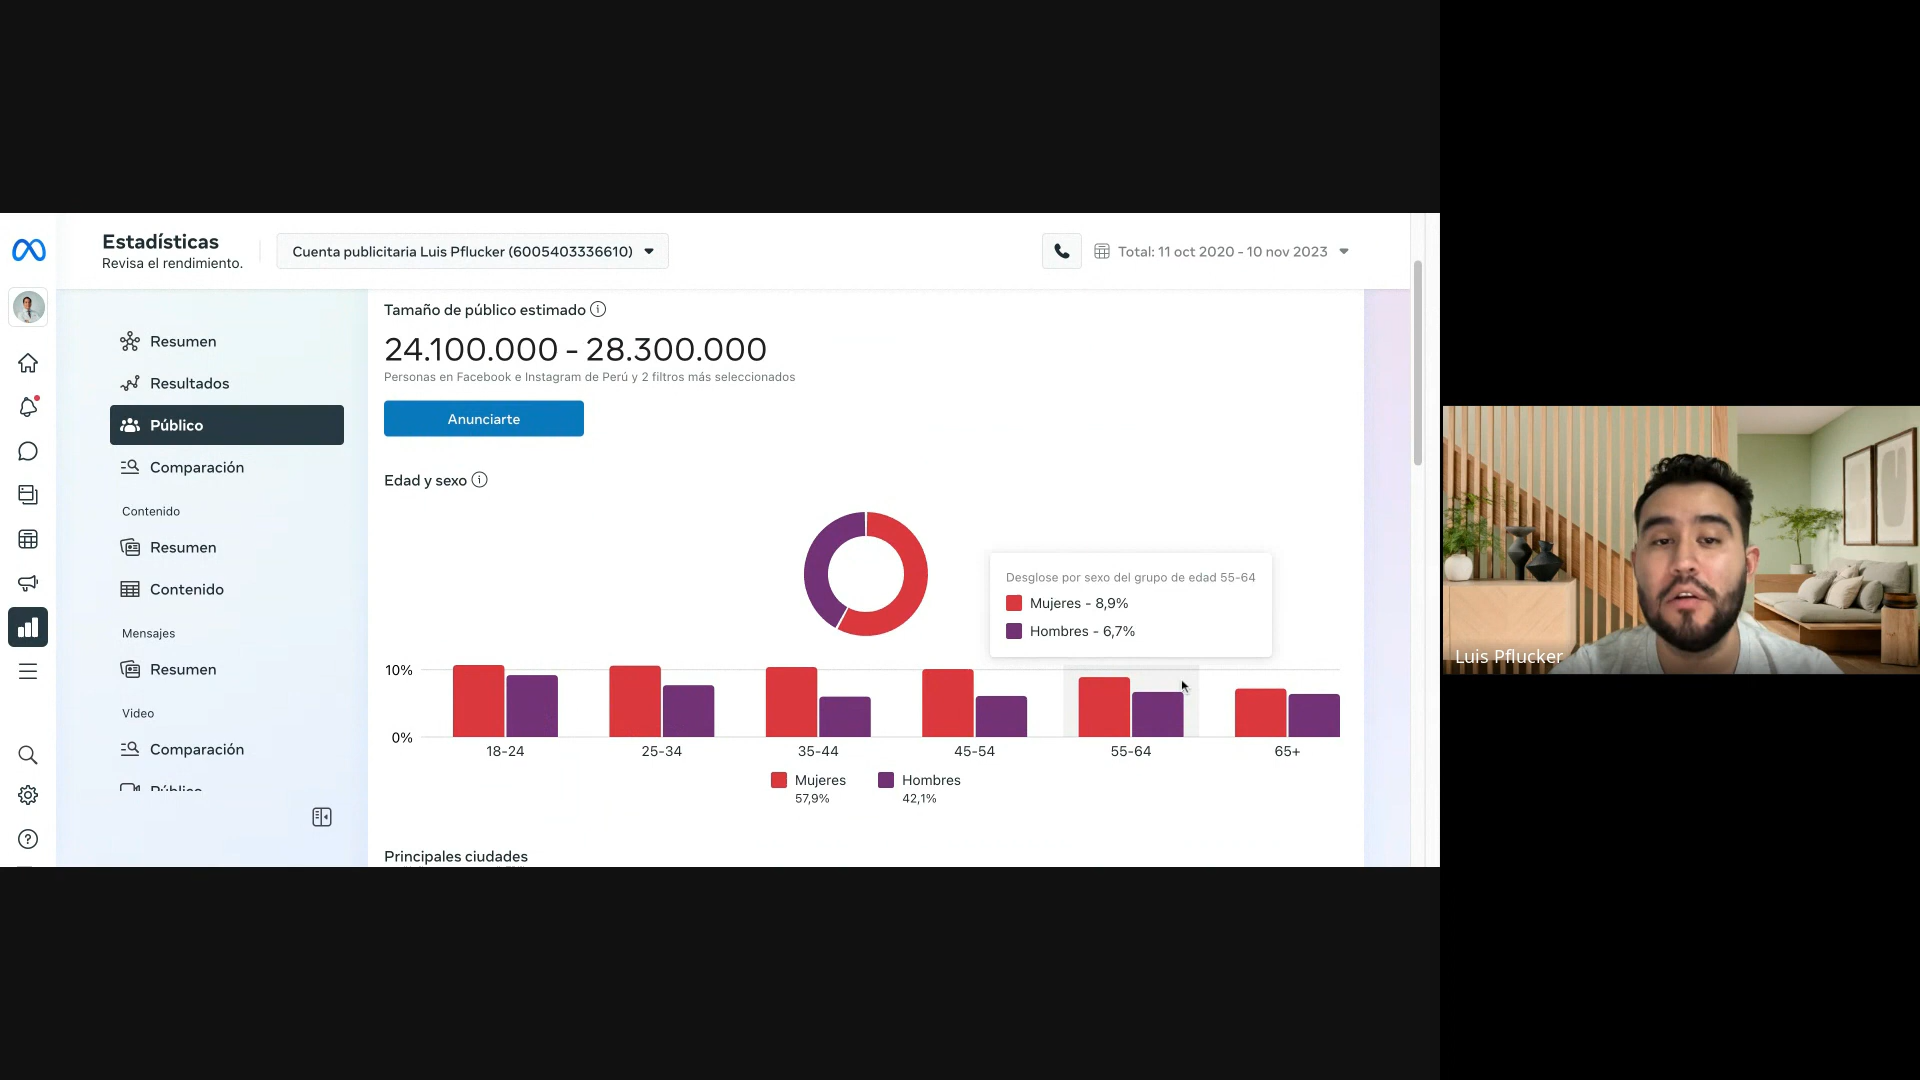 Estadísticas
Revisa el rendimiento.
Cuenta publicitaria Luis Pflucker (6005403336610)
Total: 11 oct 2020 - 10 nov 2023
Resumen
Resultados
Público
Comparación
Contenido
Resumen
Contenido
Mensajes
Resumen
Video
Comparación
Público
Tamaño de público estimado
24.100.000 - 28.300.000
Personas en Facebook e Instagram de Perú y 2 filtros más seleccionados
Anunciarte
Edad y sexo
Desglose por sexo del grupo de edad 55-64
Mujeres - 8,9%
Hombres - 6,7%
10%
0%
18-24
25-34
35-44
45-54
55-64
65+
Mujeres
57,9%
Hombres
42,1%
Principales ciudades
Luis Pflucker